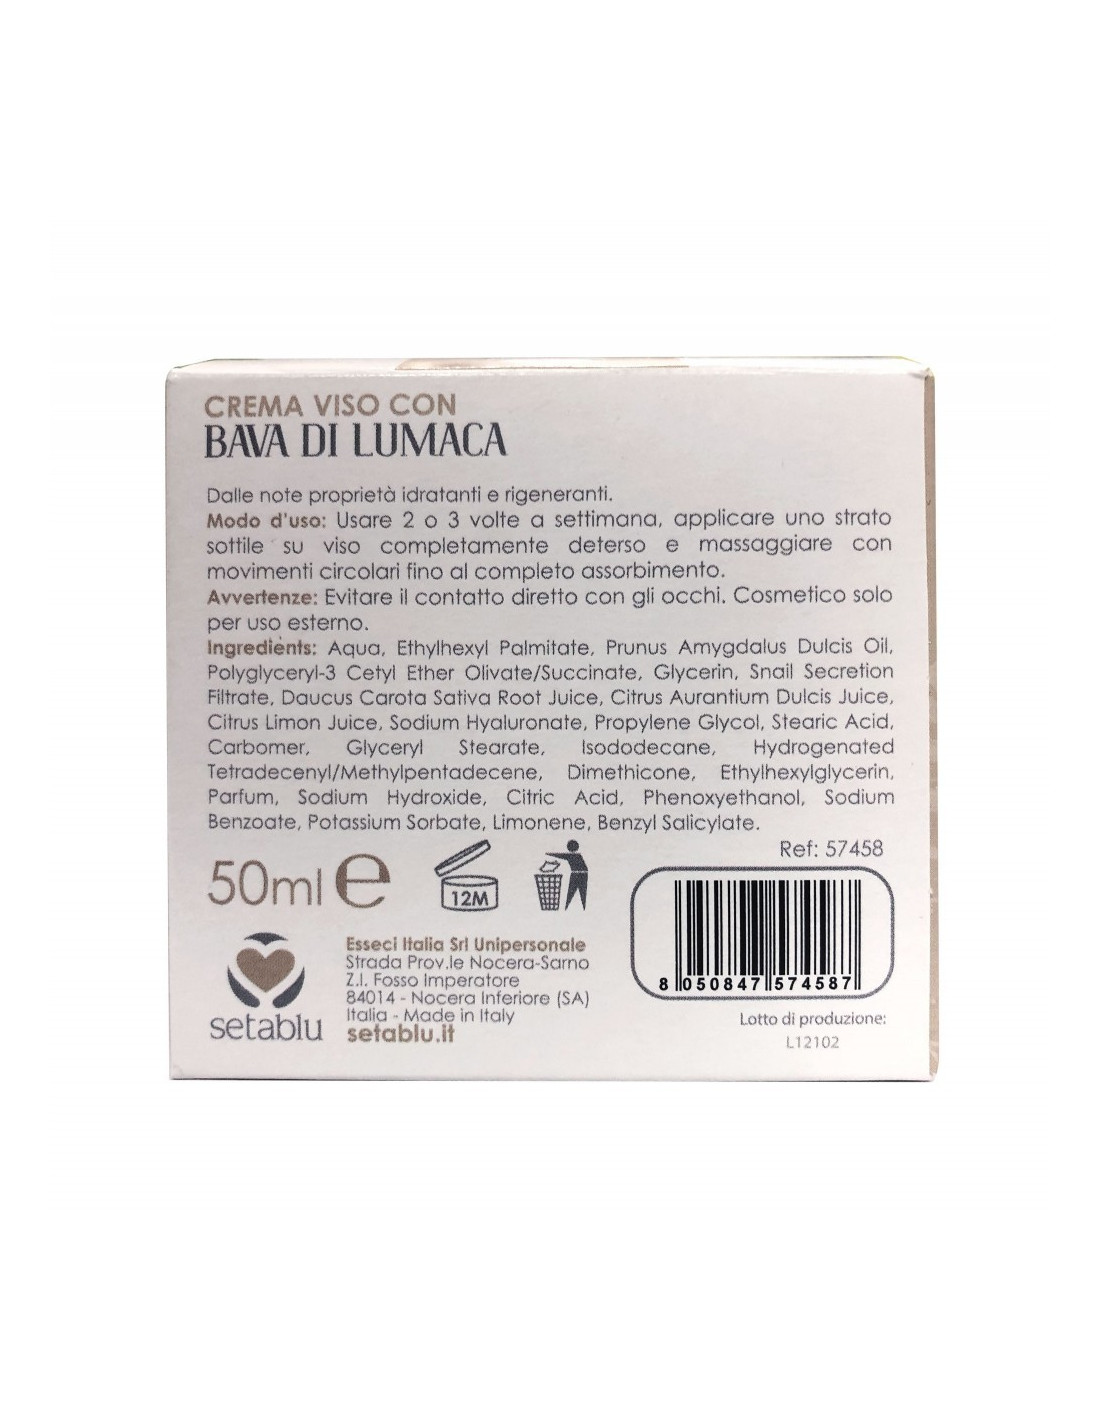 CREMA VISO CON
BAVA DI LUMACA
Dalle note proprietà idratanti e rigeneranti.
Modo d'uso: Usare 2 o 3 volte a settimana, applicare uno strato
sottile su viso completamente deterso e massaggiare con
movimenti circolari fino al completo assorbimento.
Avvertenze: Evitare il contatto diretto con gli occhi. Cosmetico solo
per uso esterno.
Ingredients: Aqua, Ethylhexyl Palmitate, Prunus Amygdalus Dulcis Oil,
Polyglyceryl-3 Cetyl Ether Olivate/Succinate, Glycerin, Snail Secretion
Filtrate, Daucus Carota Sativa Root Juice, Citrus Aurantium Dulcis Juice,
Citrus Limon Juice, Sodium Hyaluronate, Propylene Glycol, Stearic Acid,
Carbomer, Glyceryl Stearate, Isododecane, Hydrogenated
Tetradecenyl/Methylpentadecene, Dimethicone, Ethylhexylglycerin,
Parfum, Sodium Hydroxide, Citric Acid, Phenoxyethanol, Sodium
Benzoate, Potassium Sorbate, Limonene, Benzyl Salicylate.
Ref: 57458
50ml e
12M
8 050847 574587
Esseci Italia Srl Unipersonale
Strada Prov.le Nocera-Sarno
Z.I. Fosso Imperatore
84014 - Nocera Inferiore (SA)
Italia - Made in Italy
setablu.it
setablu
Lotto di produzione:
L12102